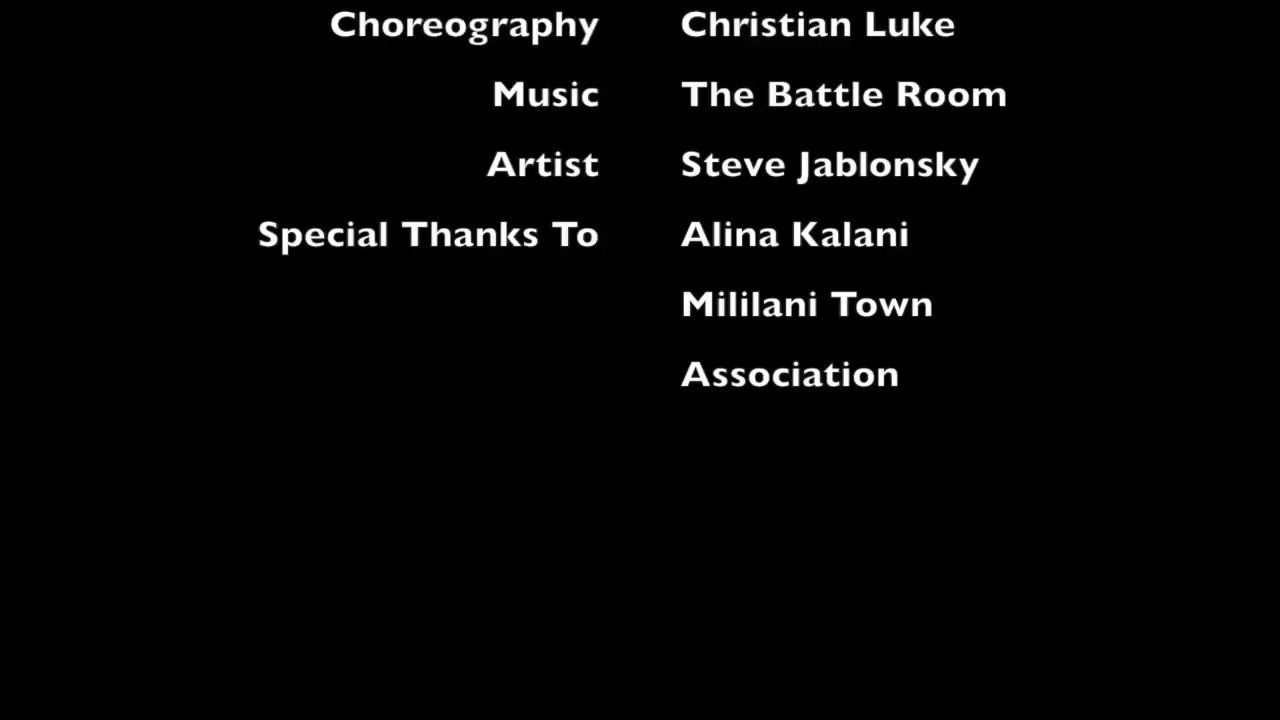 Choreography Christian Luke
Music The Battle Room
Artist Steve Jablonsky
Special Thanks To Alina Kalani
Mililani Town
Association